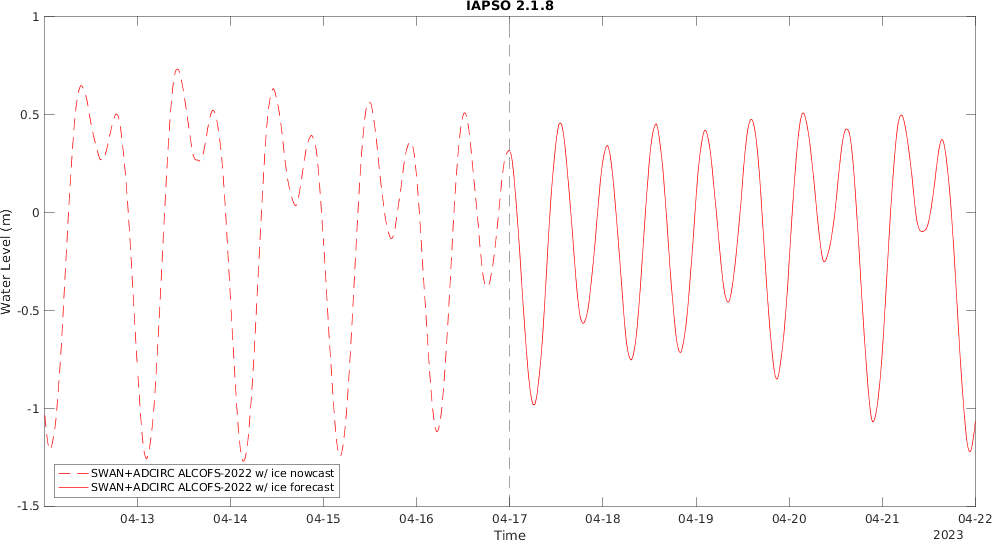 IAPSO 2.1.8
1
0.5
0
-0.5
-1
-1.5
Water Level (m)
SWAN+ADCIRC ALCOFS-2022 w/ ice nowcast
SWAN+ADCIRC ALCOFS-2022 w/ ice forecast
04-13 04-14 04-15 04-16 04-17 04-18 04-19 04-20 04-21 04-22
Time
2023